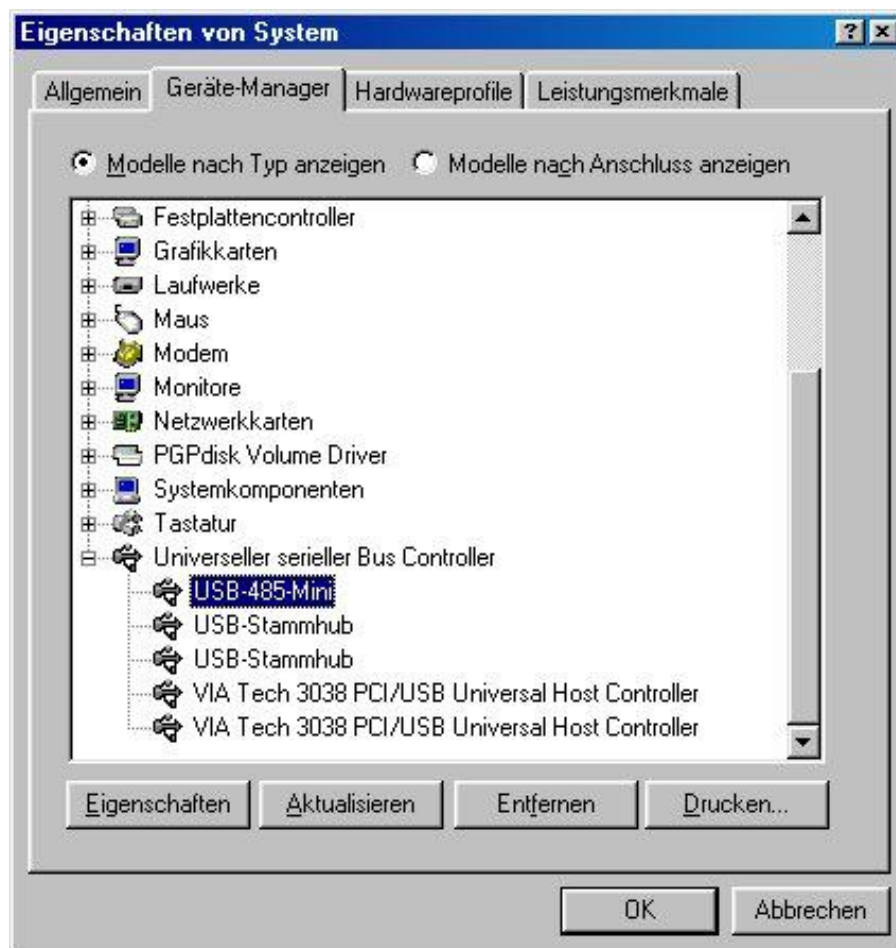 Eigenschaften von System
Allgemein Geräte-Manager Hardwareprofile Leistungsmerkmale
Modelle nach Typ anzeigen Modelle nach Anschluss anzeigen
Festplattencontroller
Grafikkarten
Laufwerke
Maus
Modem
Monitore
Netzwerkkarten
PGPdisk Volume Driver
Systemkomponenten
Tastatur
Universeller serieller Bus Controller
USB-485-Mini
USB-Stammhub
USB-Stammhub
VIA Tech 3038 PCI/USB Universal Host Controller
VIA Tech 3038 PCI/USB Universal Host Controller
Eigenschaften Aktualisieren Entfernen Drucken...
OK Abbrechen